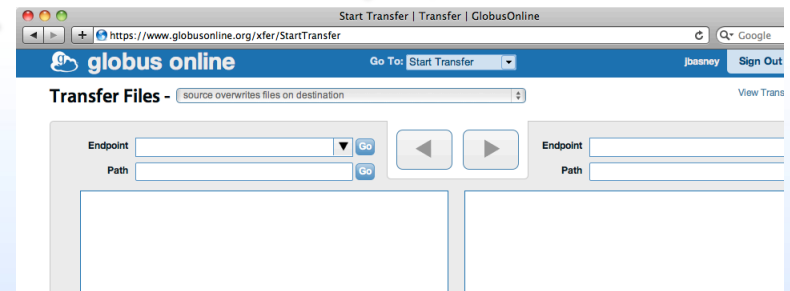 Start Transfer | Transfer | GlobusOnline
https://www.globusonline.org/xfer/StartTransfer
Google
globus online
Go To: Start Transfer
jbasney
Sign Out
Transfer Files - source overwrites files on destination
View Trans
Endpoint
Go
Endpoint
Path
Go
Path